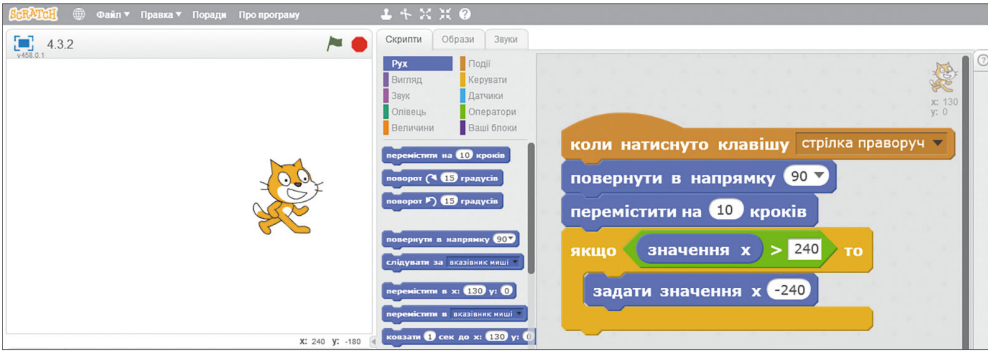 SCRATCH Файл Правка Поради Про програму
4.3.2
v458.0.1
Скрипти Образи Звуки
Рух Події
Вигляд Керувати
Звук Датчики
Олівець Оператори
Величини Ваші блоки
перемістити на 10 кроків
поворот 15 градусів
поворот 15 градусів
повернути в напрямку 90
слідувати за вказівник миші
перемістити в x: 130 y: 0
перемістити в вказівник миші
ковзати 1 сек до x: 130 y: 0
X: 240 Y: -180
x: 130
y: 0
коли натиснуто клавішу стрілка праворуч
повернути в напрямку 90
перемістити на 10 кроків
якщо значення x > 240 то
задати значення x -240